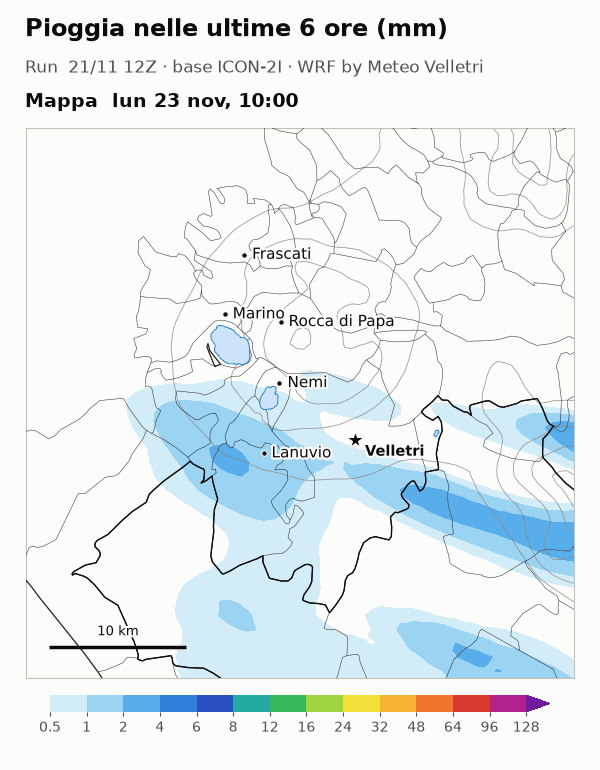 Pioggia nelle ultime 6 ore (mm)
Run  21/11 12Z · base ICON-2I · WRF by Meteo Velletri
Mappa  lun 23 nov, 10:00
Frascati
Marino
Rocca di Papa
Nemi
Velletri
Lanuvio
10 km
0.5 1 2 4 6 8 12 16 24 32 48 64 96 128